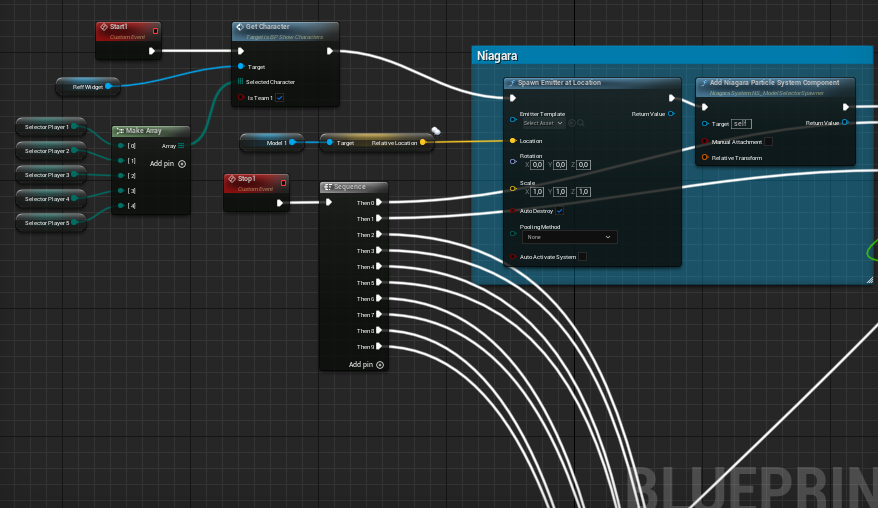 Start1
Custom Event
Get Character
Target is BP Show Characters
Target
Selected Character
Is Team 1
Reff Widget
Selector Player 1
Selector Player 2
Selector Player 3
Selector Player 4
Selector Player 5
Make Array
[0]
Array
[1]
Add pin
[2]
[3]
[4]
Model 1
Target
Relative Location
Stop1
Custom Event
Sequence
Then 0
Then 1
Then 2
Then 3
Then 4
Then 5
Then 6
Then 7
Then 8
Then 9
Add pin
Niagara
Spawn Emitter at Location
Emitter Template
Select Asset
Return Value
Location
Rotation
X 0,0 Y 0,0 Z 0,0
Scale
X 1,0 Y 1,0 Z 1,0
Auto Destroy
Pooling Method
None
Auto Activate System
Add Niagara Particle System Component
Niagara System NS_ModelSelectorSpawner
Target self
Return Value
Manual Attachment
Relative Transform
BLUEPRIN